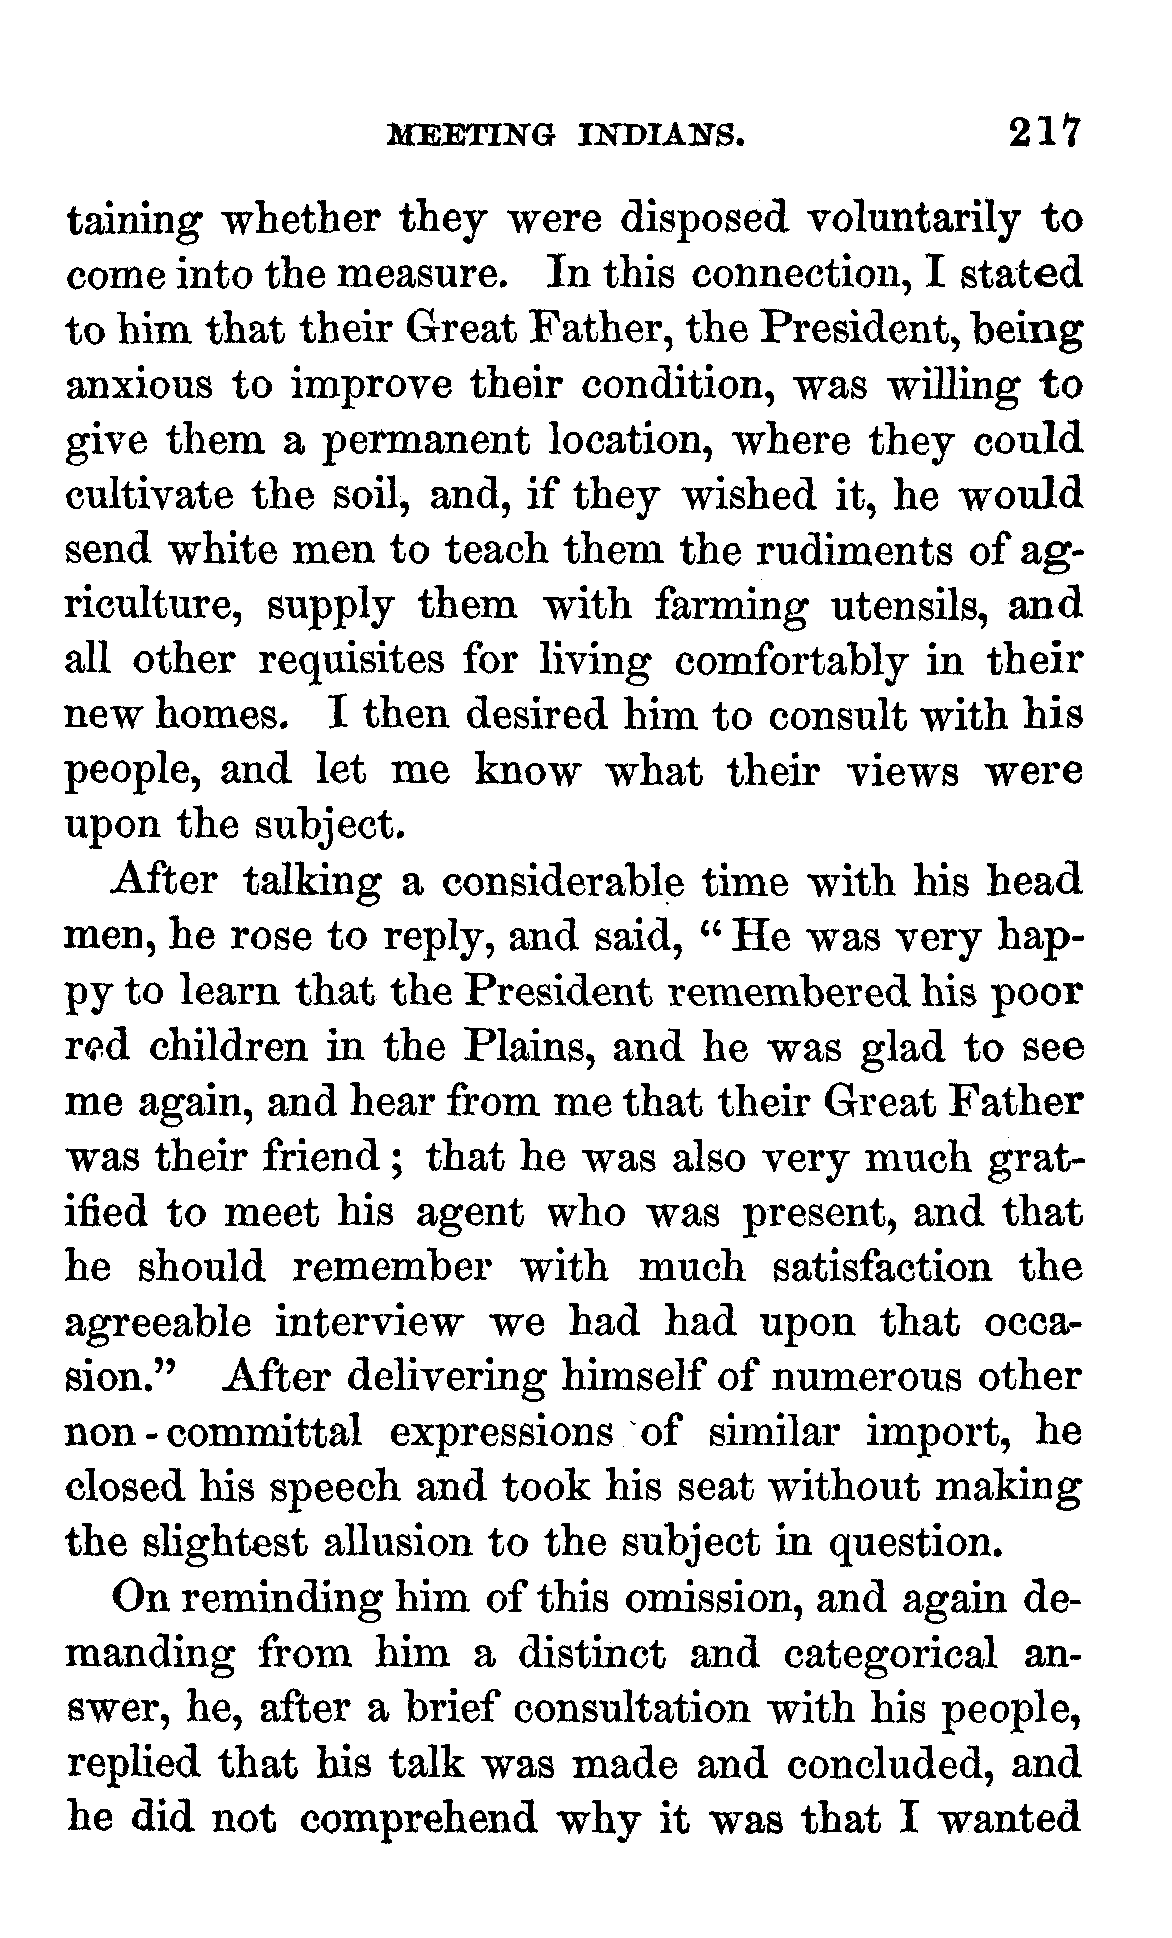 MEETING INDIANS. 217
taining whether they were disposed voluntarily to
come into the measure. In this connection, I stated
to him that their Great Father, the President, being
anxious to improve their condition, was willing to
give them a permanent location, where they could
cultivate the soil, and, if they wished it, he would
send white men to teach them the rudiments of ag-
riculture, supply them with farming utensils, and
all other requisites for living comfortably in their
new homes. I then desired him to consult with his
people, and let me know what their views were
upon the subject.
After talking a considerable time with his head
men, he rose to reply, and said, “He was very hap-
py to learn that the President remembered his poor
red children in the Plains, and he was glad to see
me again, and hear from me that their Great Father
was their friend; that he was also very much grat-
ified to meet his agent who was present, and that
he should remember with much satisfaction the
agreeable interview we had had upon that occa-
sion.” After delivering himself of numerous other
non-committal expressions of similar import, he
closed his speech and took his seat without making
the slightest allusion to the subject in question.
On reminding him of this omission, and again de-
manding from him a distinct and categorical an-
swer, he, after a brief consultation with his people,
replied that his talk was made and concluded, and
he did not comprehend why it was that I wanted